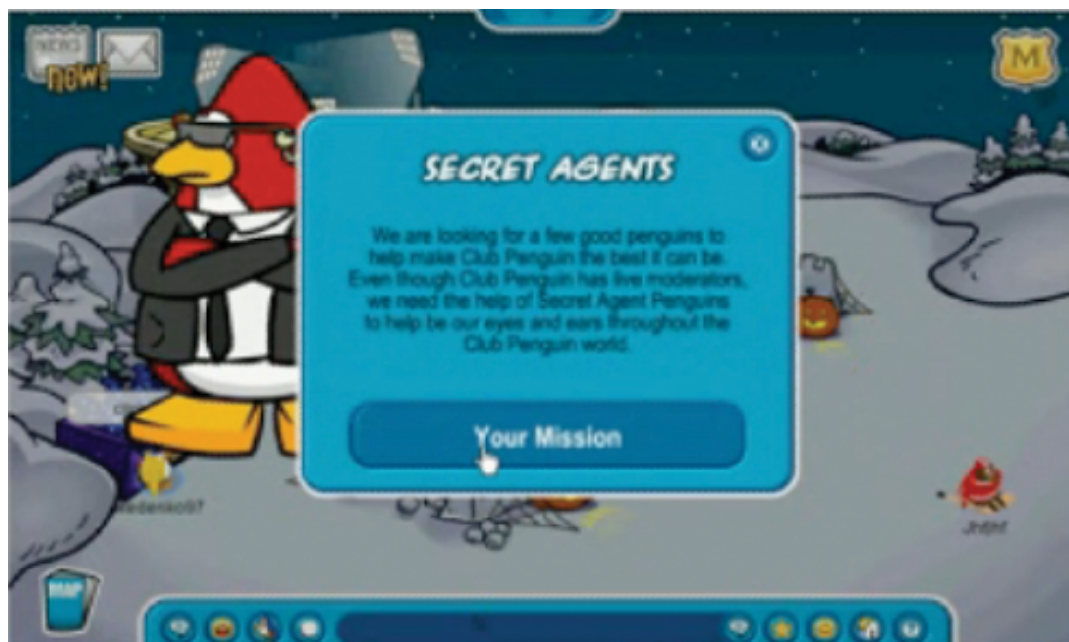 NEWS
now!
M
SECRET AGENTS
We are looking for a few good penguins to
help make Club Penguin the best it can be.
Even though Club Penguin has live moderators,
we need the help of Secret Agent Penguins
to help be our eyes and ears throughout the
Club Penguin world.
Your Mission
MAP